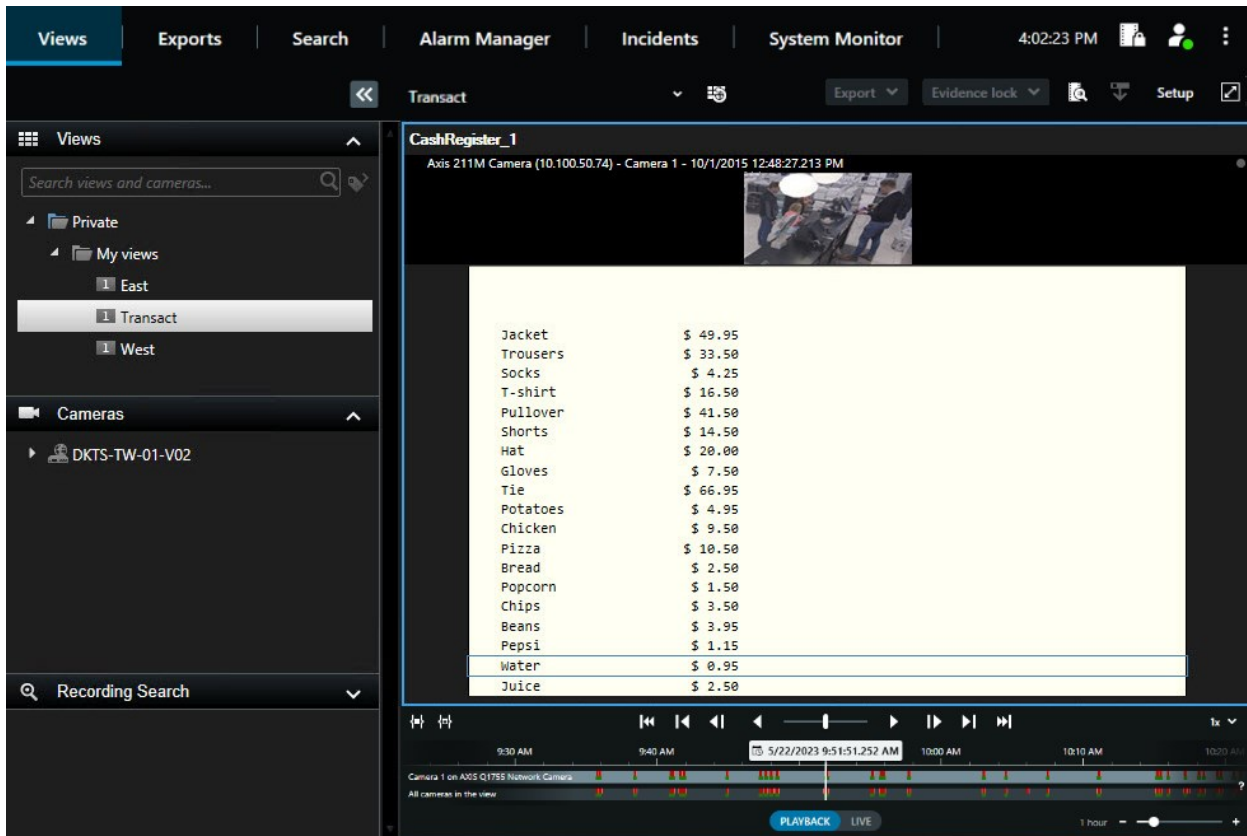 Views Exports Search Alarm Manager Incidents System Monitor 4:02:23 PM
Transact Export Evidence lock Setup
Views
Search views and cameras...
Private
My views
1 East
1 Transact
1 West
Cameras
DKTS-TW-01-V02
Recording Search
CashRegister_1
Axis 211M Camera (10.100.50.74) - Camera 1 - 10/1/2015 12:48:27.213 PM
Jacket $ 49.95
Trousers $ 33.50
Socks $ 4.25
T-shirt $ 16.50
Pullover $ 41.50
Shorts $ 14.50
Hat $ 20.00
Gloves $ 7.50
Tie $ 66.95
Potatoes $ 4.95
Chicken $ 9.50
Pizza $ 10.50
Bread $ 2.50
Popcorn $ 1.50
Chips $ 3.50
Beans $ 3.95
Pepsi $ 1.15
Water $ 0.95
Juice $ 2.50
1x
9:30 AM 9:40 AM 5/22/2023 9:51:51.252 AM 10:00 AM 10:10 AM 10:20 AM
Camera 1 on AXIS Q1755 Network Camera
All cameras in the view
?
PLAYBACK LIVE 1 hour - +